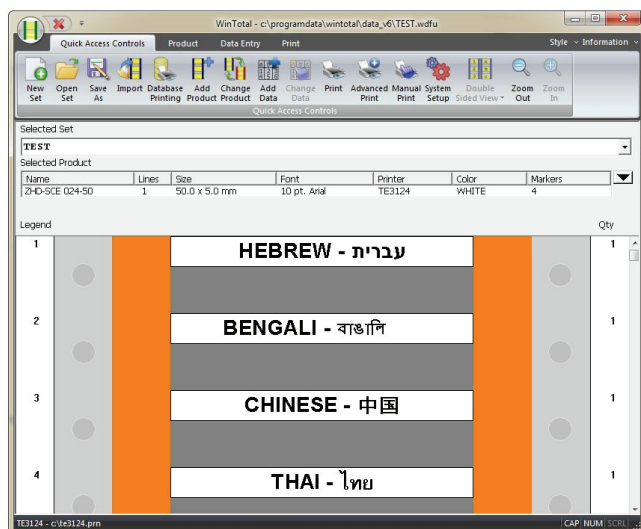 WinTotal - c:\programdata\wintotal\data_v6\TEST.wdfu
Quick Access Controls Product Data Entry Print Style Information
New Set Open Set Save As Import Database Printing Add Product Change Product Add Data Change Data Print Advanced Print Manual Print System Setup Double Sided View Zoom Out Zoom In
Quick Access Controls
Selected Set
TEST
Selected Product
Name Lines Size Font Printer Color Markers
ZHD-SCE 024-50 1 50.0 x 5.0 mm 10 pt. Arial TE3124 WHITE 4
Legend Qty
1 HEBREW - עברית 1
2 BENGALI - বাঙালি 1
3 CHINESE - 中国 1
4 THAI - ไทย 1
TE3124 - c:\te3124.prn CAP NUM SCRL